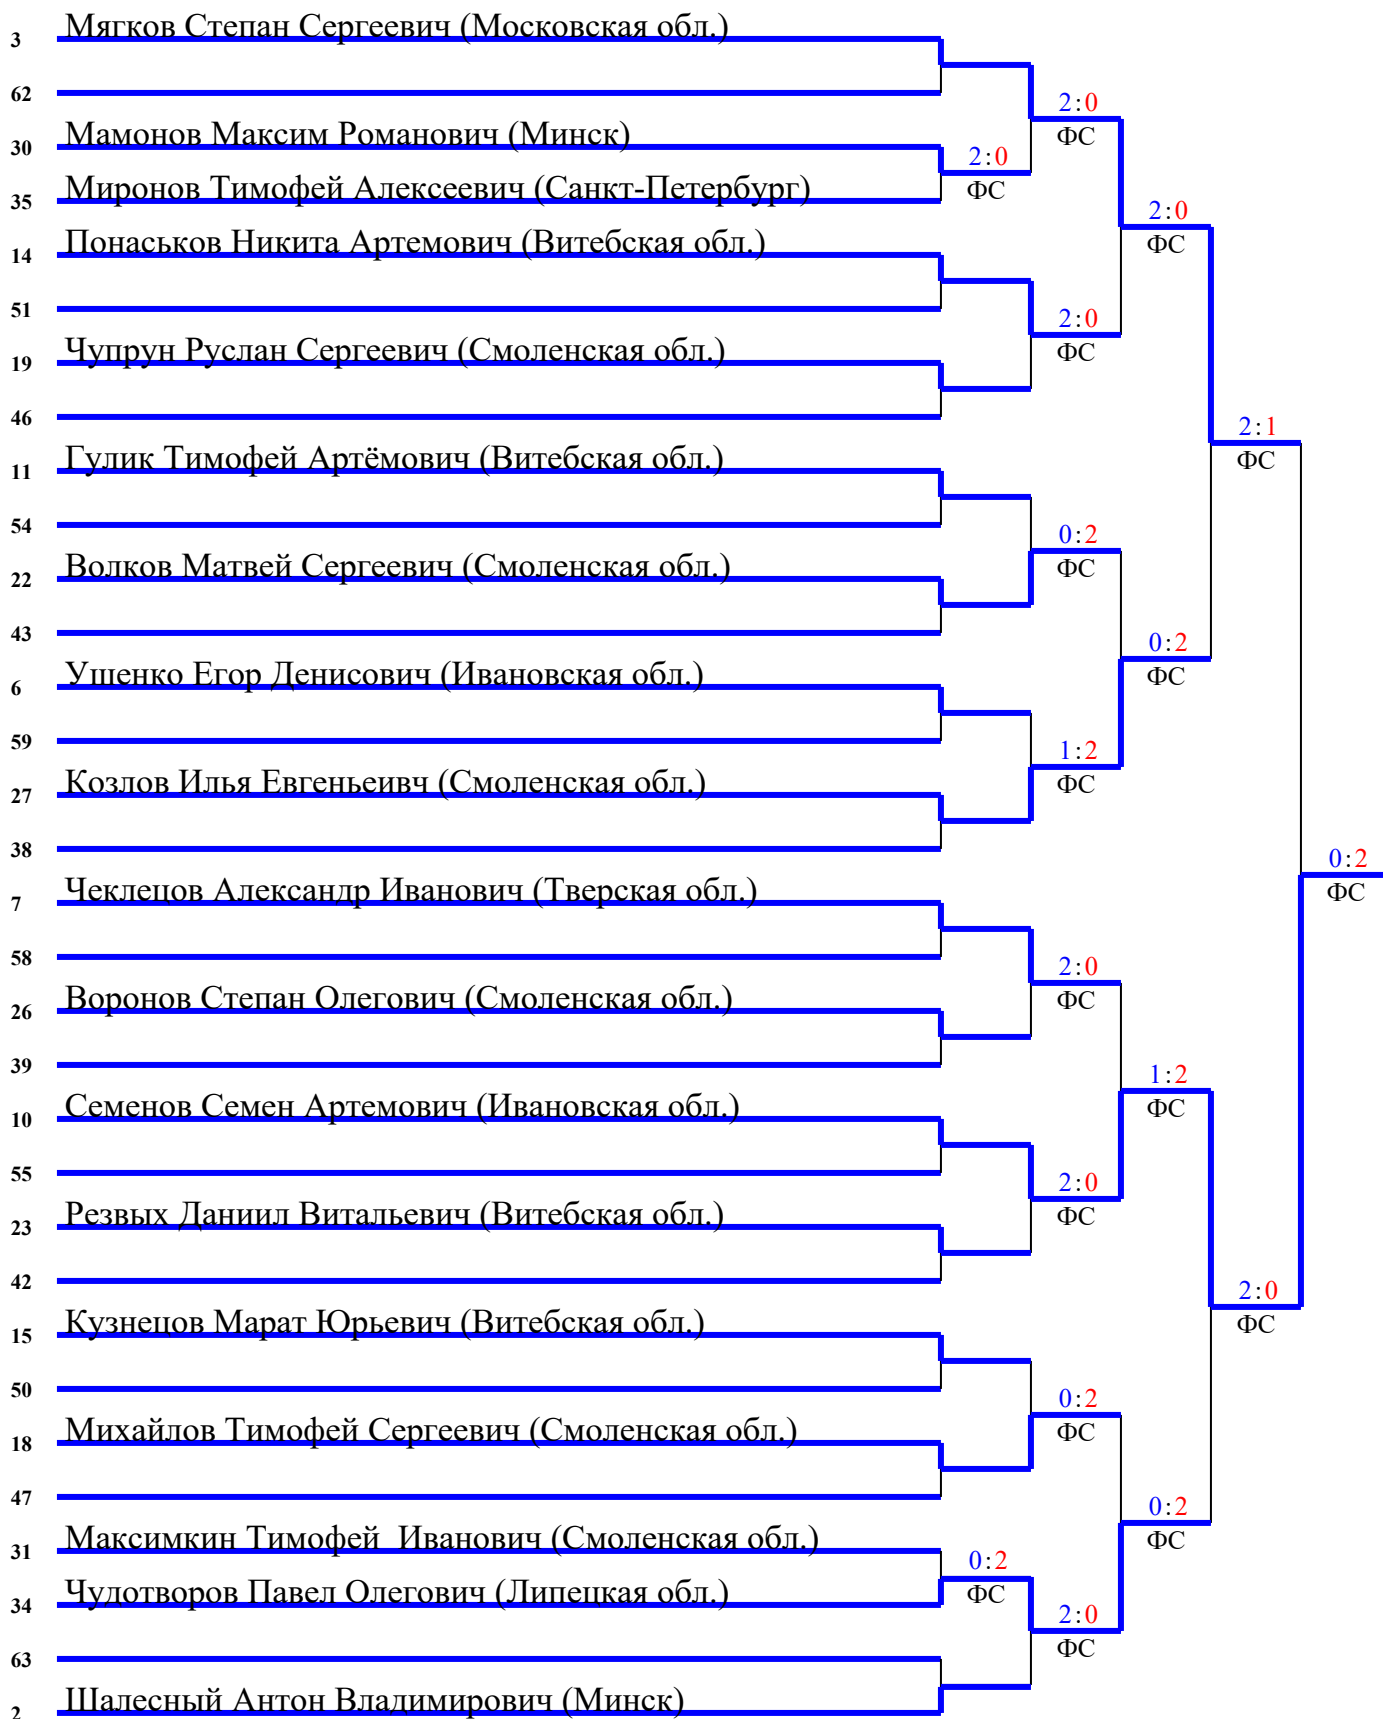 3 Мягков Степан Сергеевич (Московская обл.)
62
2:0
ФС
30 Мамонов Максим Романович (Минск)
2:0
ФС
35 Миронов Тимофей Алексеевич (Санкт-Петербург)
2:0
ФС
14 Понаськов Никита Артемович (Витебская обл.)
51
2:0
ФС
19 Чупрун Руслан Сергеевич (Смоленская обл.)
46
2:1
ФС
11 Гулик Тимофей Артёмович (Витебская обл.)
54
0:2
ФС
22 Волков Матвей Сергеевич (Смоленская обл.)
43
0:2
ФС
6 Ушенко Егор Денисович (Ивановская обл.)
59
1:2
ФС
27 Козлов Илья Евгеньеивч (Смоленская обл.)
38
0:2
ФС
7 Чеклецов Александр Иванович (Тверская обл.)
58
2:0
ФС
26 Воронов Степан Олегович (Смоленская обл.)
39
1:2
ФС
10 Семенов Семен Артемович (Ивановская обл.)
55
2:0
ФС
23 Резвых Даниил Витальевич (Витебская обл.)
42
2:0
ФС
15 Кузнецов Марат Юрьевич (Витебская обл.)
50
0:2
ФС
18 Михайлов Тимофей Сергеевич (Смоленская обл.)
47
0:2
ФС
31 Максимкин Тимофей  Иванович (Смоленская обл.)
0:2
ФС
34 Чудотворов Павел Олегович (Липецкая обл.)
2:0
ФС
63
2 Шалесный Антон Владимирович (Минск)